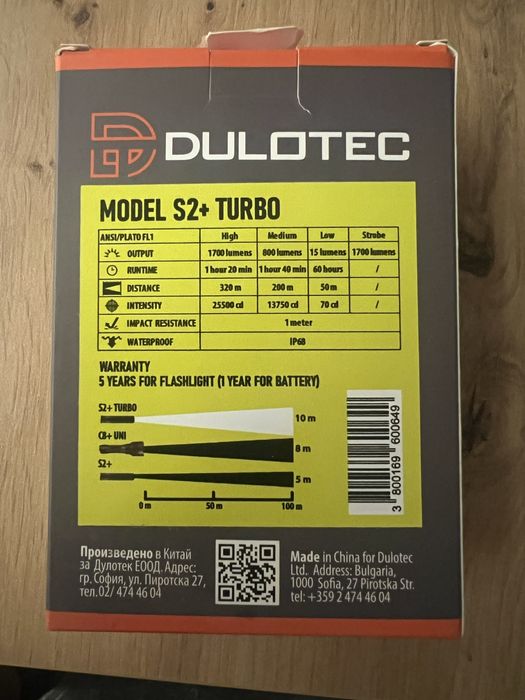 DULOTEC
MODEL S2+ TURBO
ANSI/PLATO FL1 High Medium Low Strobe
OUTPUT 1700 lumens 800 lumens 15 lumens 1700 lumens
RUNTIME 1 hour 20 min 1 hour 40 min 60 hours /
DISTANCE 320 m 200 m 50 m /
INTENSITY 25500 cd 13750 cd 70 cd /
IMPACT RESISTANCE 1 meter
WATERPROOF IP68
WARRANTY
5 YEARS FOR FLASHLIGHT (1 YEAR FOR BATTERY)
S2+ TURBO 10 m
C8+ UNI 8 m
S2+ 5 m
0 m 50 m 100 m
3 800169 600649
Произведено в Китай
за Дулотек ЕООД. Адрес:
гр. София, ул. Пиротска 27,
тел. 02/ 474 46 04
Made in China for Dulotec
Ltd. Address: Bulgaria,
1000 Sofia, 27 Pirotska Str.
tel: +359 2 474 46 04